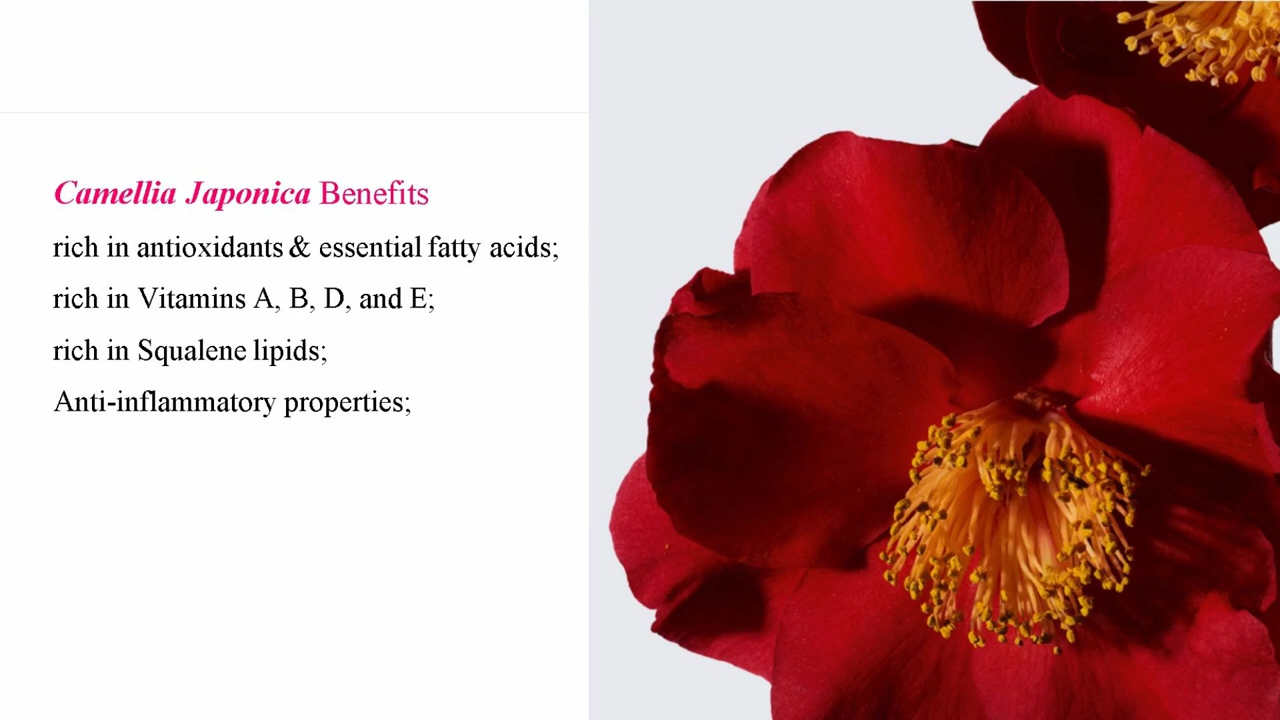 Camellia Japonica Benefits
rich in antioxidants & essential fatty acids;
rich in Vitamins A, B, D, and E;
rich in Squalene lipids;
Anti-inflammatory properties;